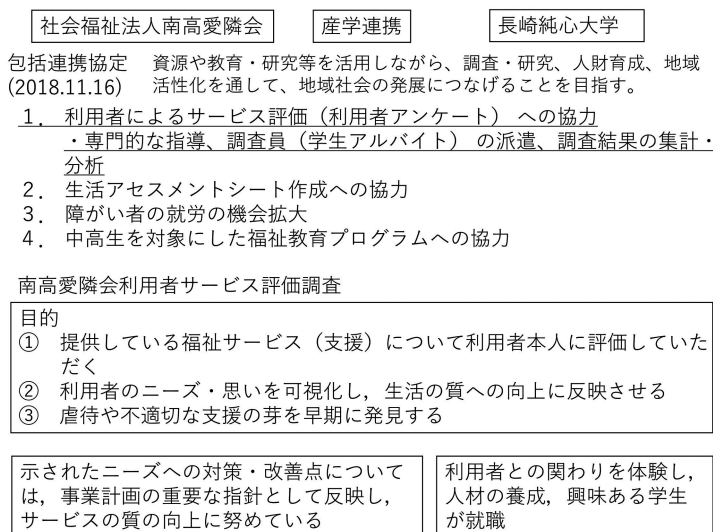 社会福祉法人南高愛隣会 産学連携 長崎純心大学
包括連携協定 資源や教育・研究等を活用しながら、調査・研究、人財育成、地域
(2018.11.16) 活性化を通して、地域社会の発展につなげることを目指す。
1． 利用者によるサービス評価（利用者アンケート） への協力
・専門的な指導、調査員（学生アルバイト） の派遣、調査結果の集計・
分析
2． 生活アセスメントシート作成への協力
3． 障がい者の就労の機会拡大
4． 中高生を対象にした福祉教育プログラムへの協力
南高愛隣会利用者サービス評価調査
目的
① 提供している福祉サービス（支援）について利用者本人に評価していた
だく
② 利用者のニーズ・思いを可視化し，生活の質への向上に反映させる
③ 虐待や不適切な支援の芽を早期に発見する
示されたニーズへの対策・改善点について
は，事業計画の重要な指針として反映し，
サービスの質の向上に努めている
利用者との関わりを体験し，
人材の養成，興味ある学生
が就職